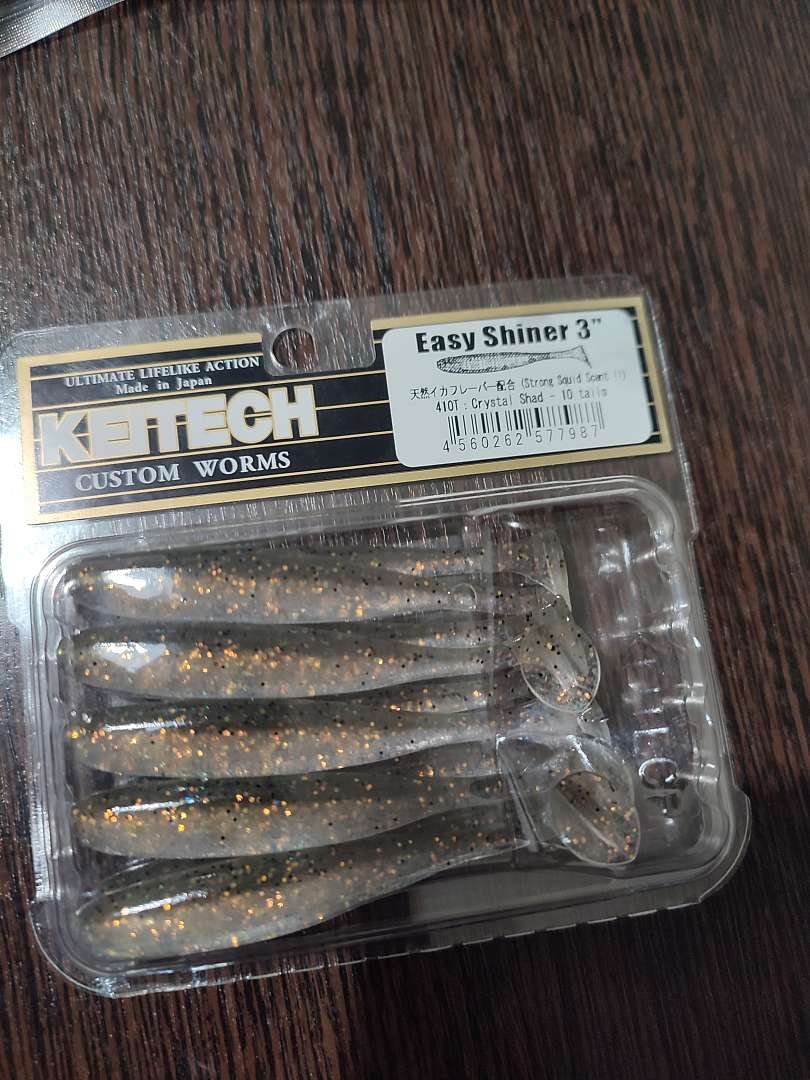 ULTIMATE LIFELIKE ACTION
Made in Japan
KEITECH
CUSTOM WORMS
Easy Shiner 3"
天然イカフレーバー配合 (Strong Squid Scent !!)
410T : Crystal Shad - 10 tails
4 560262 577987